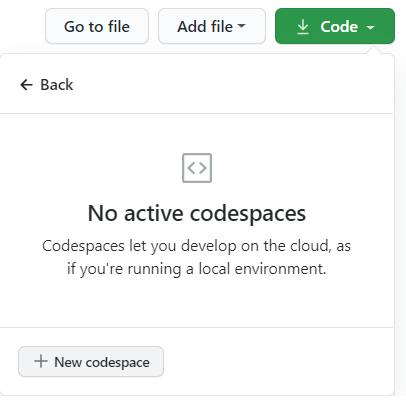 Go to file Add file Code
Back
No active codespaces
Codespaces let you develop on the cloud, as
if you're running a local environment.
New codespace